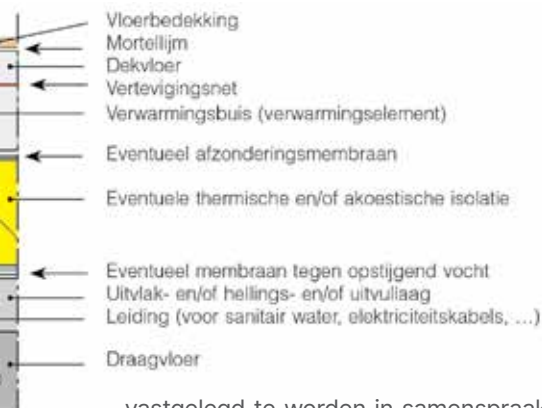 Vloerbedekking
Mortellijm
Dekvloer
Vertevigingsnet
Verwarmingsbuis (verwarmingselement)
Eventueel afzonderingsmembraan
Eventuele thermische en/of akoestische isolatie
Eventueel membraan tegen opstijgend vocht
Uitvlak- en/of hellings- en/of uitvullaag
Leiding (voor sanitair water, elektriciteitskabels, ...)
Draagvloer
vastgelegd te worden in samenspraak